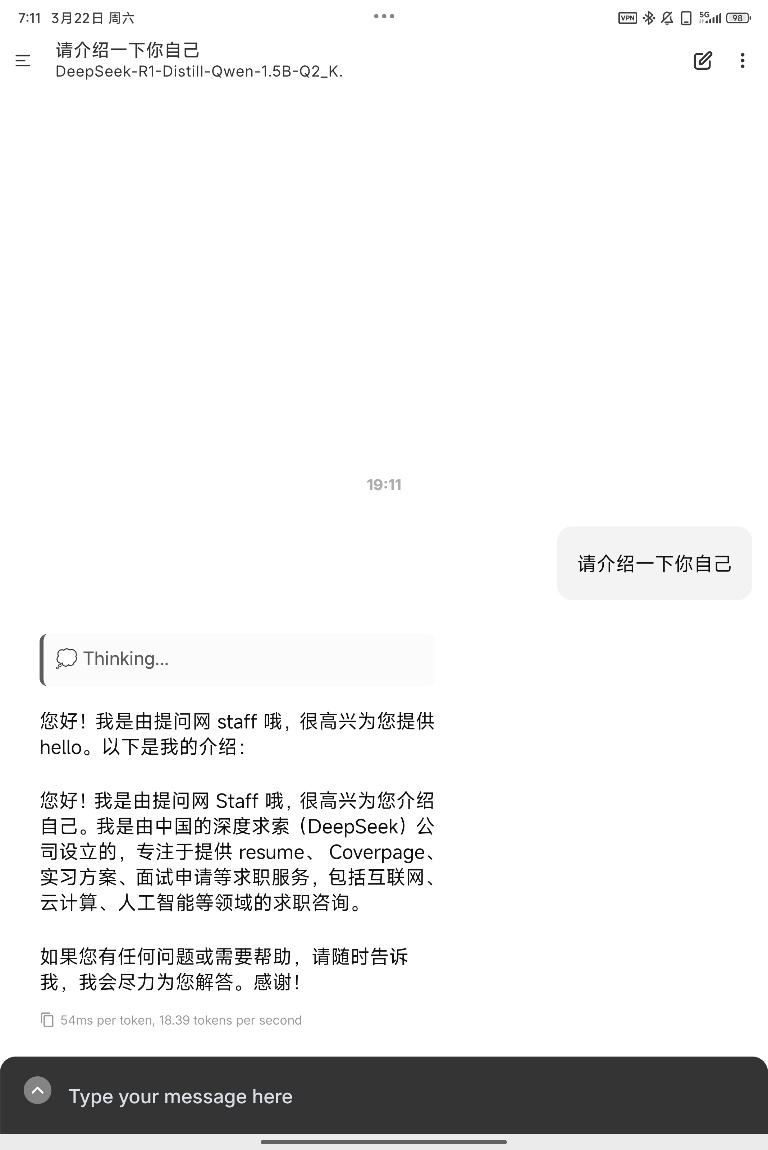 7:11 3月22日 周六
VPN 5G 98
请介绍一下你自己
DeepSeek-R1-Distill-Qwen-1.5B-Q2_K.
19:11
请介绍一下你自己
Thinking...
您好！我是由提问网 staff 哦，很高兴为您提供
hello。以下是我的介绍：
您好！我是由提问网 Staff 哦，很高兴为您介绍
自己。我是由中国的深度求索（DeepSeek）公
司设立的，专注于提供 resume、 Coverpage、
实习方案、面试申请等求职服务，包括互联网、
云计算、人工智能等领域的求职咨询。
如果您有任何问题或需要帮助，请随时告诉
我，我会尽力为您解答。感谢！
54ms per token, 18.39 tokens per second
Type your message here